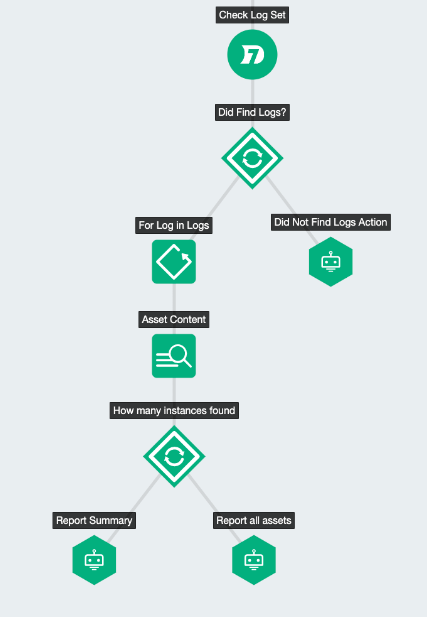 Check Log Set
Did Find Logs?
For Log in Logs
Did Not Find Logs Action
Asset Content
How many instances found
Report Summary
Report all assets